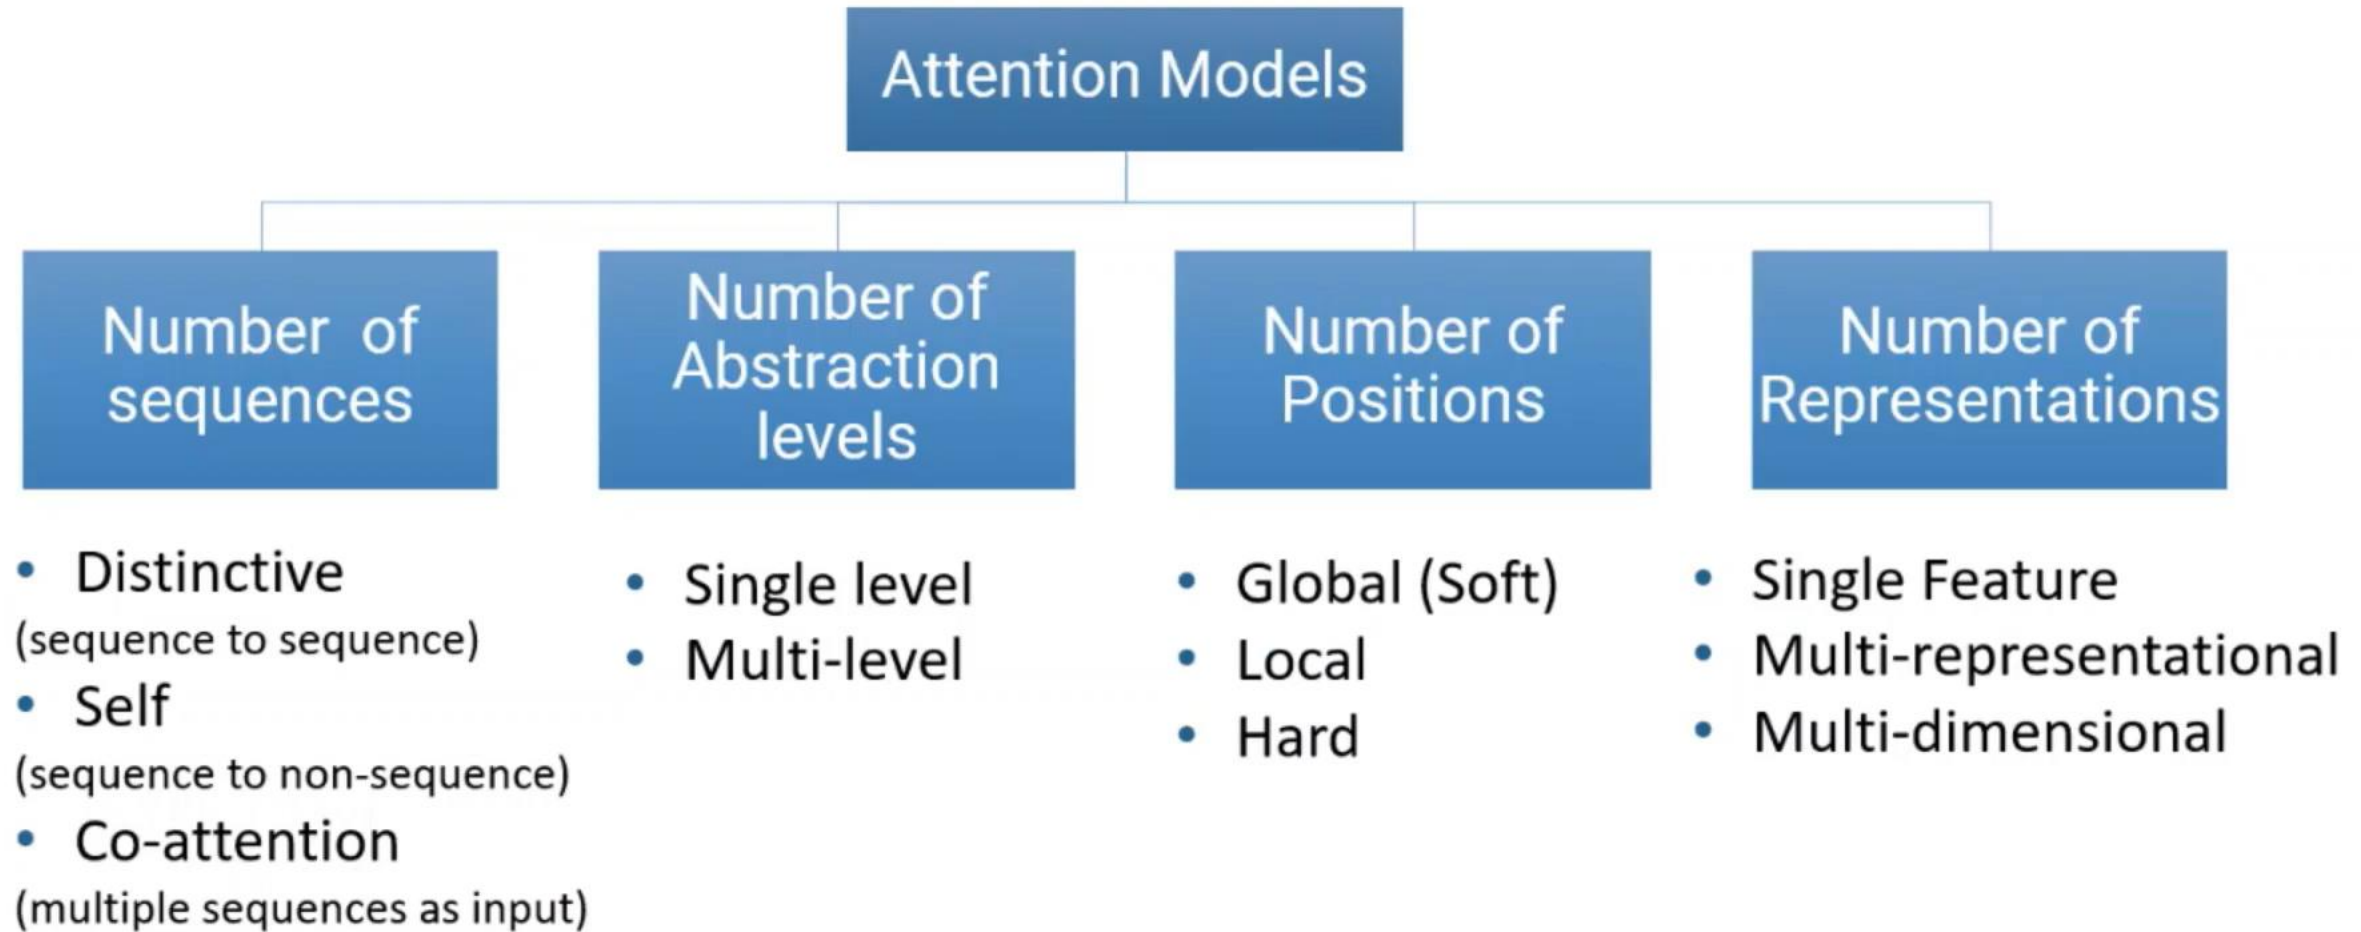 Attention Models
Number of
sequences
Number of
Abstraction
levels
Number of
Positions
Number of
Representations
• Distinctive
(sequence to sequence)
• Self
(sequence to non-sequence)
• Co-attention
(multiple sequences as input)
• Single level
• Multi-level
• Global (Soft)
• Local
• Hard
• Single Feature
• Multi-representational
• Multi-dimensional